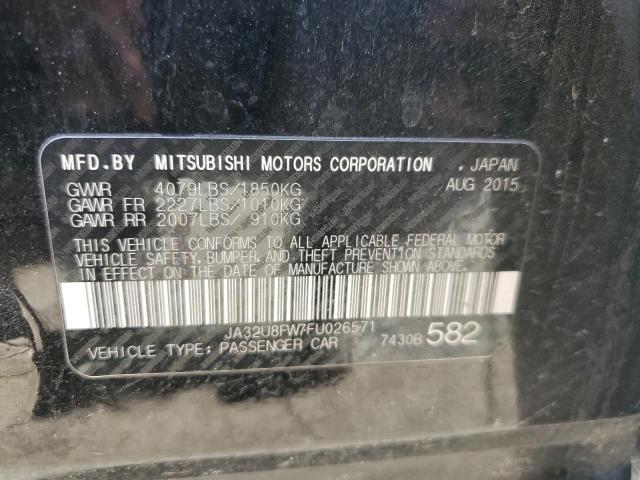 MFD.BY MITSUBISHI MOTORS CORPORATION , JAPAN
GVWR 4079LBS/1850KG AUG 2015
GAWR FR 2227LBS/1010KG
GAWR RR 2007LBS/ 910KG
THIS VEHICLE CONFORMS TO ALL APPLICABLE FEDERAL MOTOR
VEHICLE SAFETY, BUMPER, AND THEFT PREVENTION STANDARDS
IN EFFECT ON THE DATE OF MANUFACTURE SHOWN ABOVE.
JA32U8FW7FU026571
VEHICLE TYPE: PASSENGER CAR 7430B 582